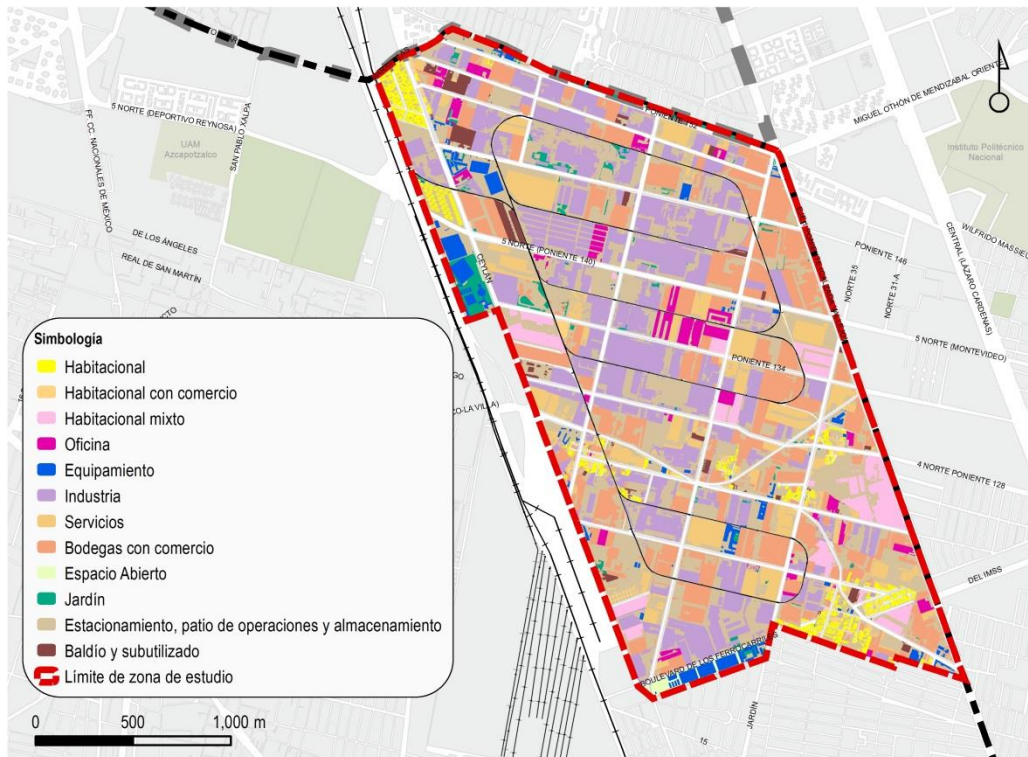 5 NORTE (DEPORTIVO REYNOSA)
SAN PABLO XALPA
UAM
Azcapotzalco
FF. CC. NACIONALES DE MÉXICO
DE LOS ÁNGELES
REAL DE SAN MARTÍN
MIGUEL OTHÓN DE MENDIZABAL ORIENTE
Instituto Politécnico
Nacional
WILFRIDO MASSIEU
CENTRAL (LÁZARO CÁRDENAS)
PONIENTE 152
PONIENTE 146
NORTE 35
NORTE 31-A
5 NORTE (PONIENTE 140)
CEYLÁN
5 NORTE (MONTEVIDEO)
PONIENTE 134
4 NORTE PONIENTE 128
DEL IMSS
BOULEVARD DE LOS FERROCARRILES
JARDÍN
15
Simbología
Habitacional
Habitacional con comercio
Habitacional mixto
Oficina
Equipamiento
Industria
Servicios
Bodegas con comercio
Espacio Abierto
Jardín
Estacionamiento, patio de operaciones y almacenamiento
Baldío y subutilizado
Límite de zona de estudio
0 500 1,000 m